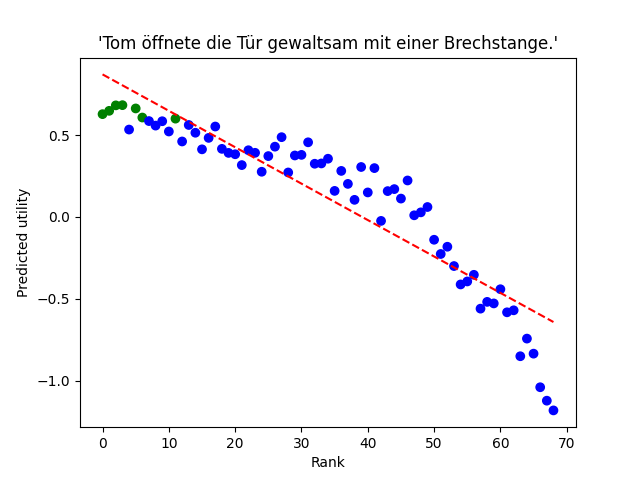 'Tom öffnete die Tür gewaltsam mit einer Brechstange.'
Predicted utility
0.5
0.0
−0.5
−1.0
0 10 20 30 40 50 60 70
Rank